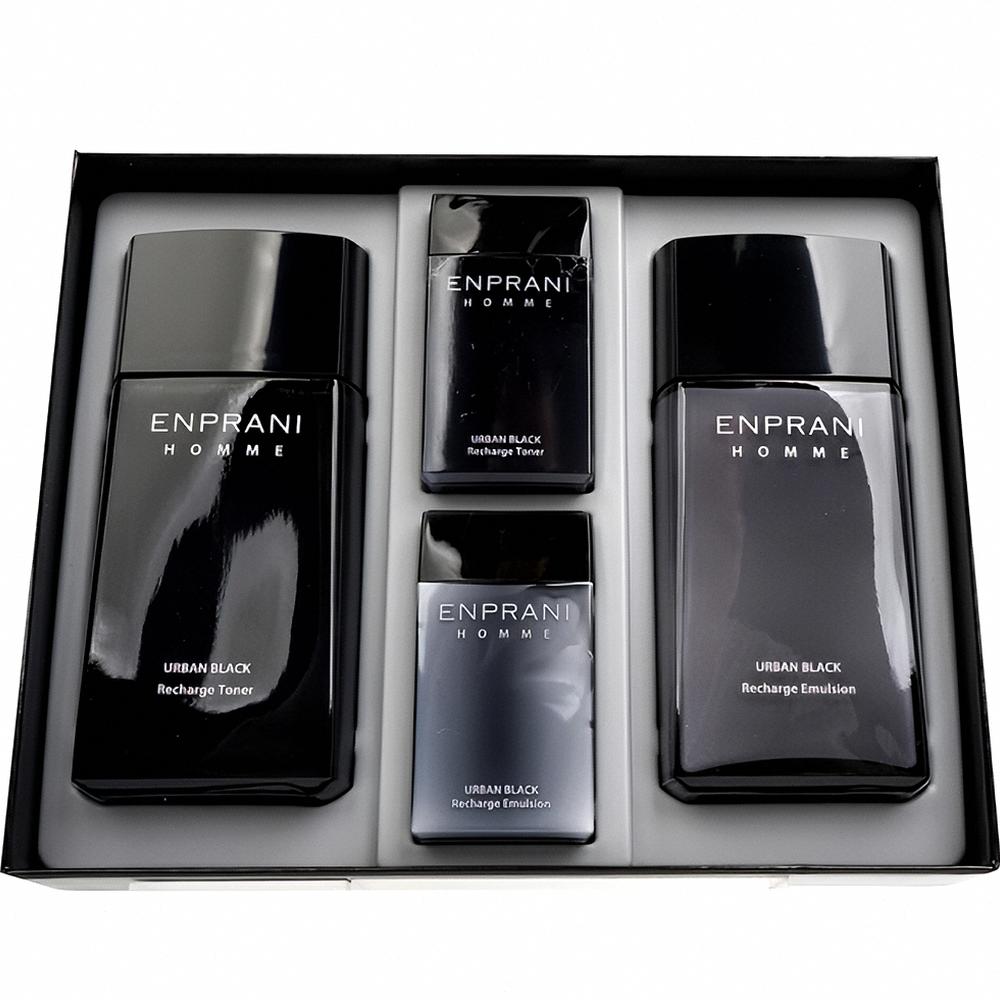 ENPRANI
HOMME
URBAN BLACK
Recharge Toner
ENPRANI
HOMME
URBAN BLACK
Recharge Toner
ENPRANI
HOMME
URBAN BLACK
Recharge Emulsion
ENPRANI
HOMME
URBAN BLACK
Recharge Emulsion